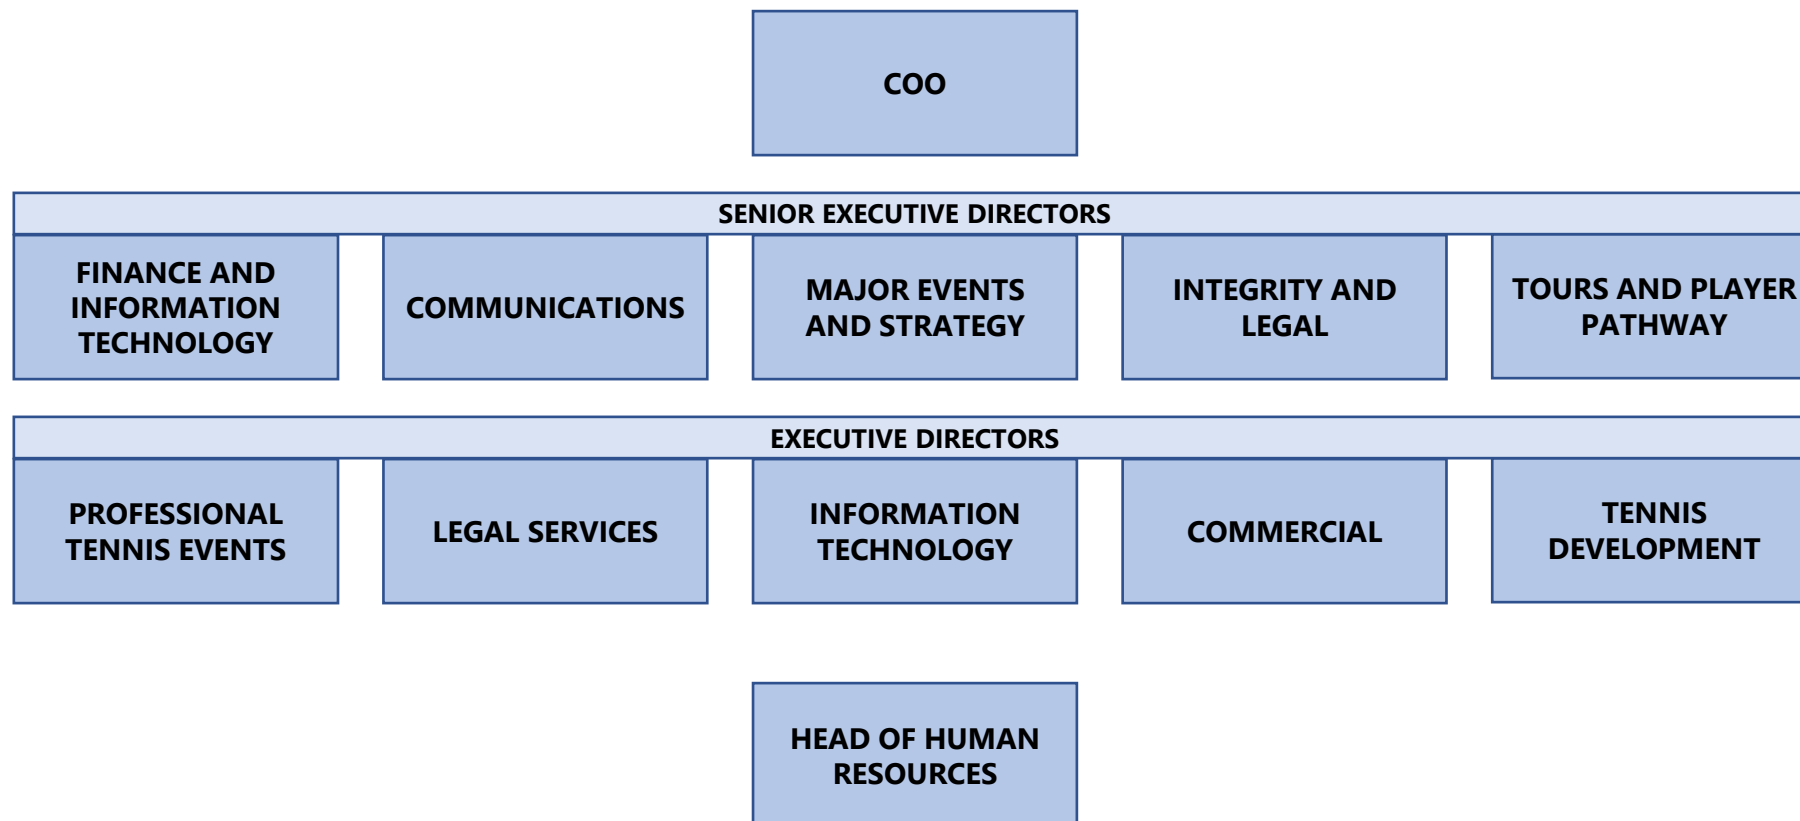 COO
SENIOR EXECUTIVE DIRECTORS
FINANCE AND
INFORMATION
TECHNOLOGY
COMMUNICATIONS
MAJOR EVENTS
AND STRATEGY
INTEGRITY AND
LEGAL
TOURS AND PLAYER
PATHWAY
EXECUTIVE DIRECTORS
PROFESSIONAL
TENNIS EVENTS
LEGAL SERVICES
INFORMATION
TECHNOLOGY
COMMERCIAL
TENNIS
DEVELOPMENT
HEAD OF HUMAN
RESOURCES